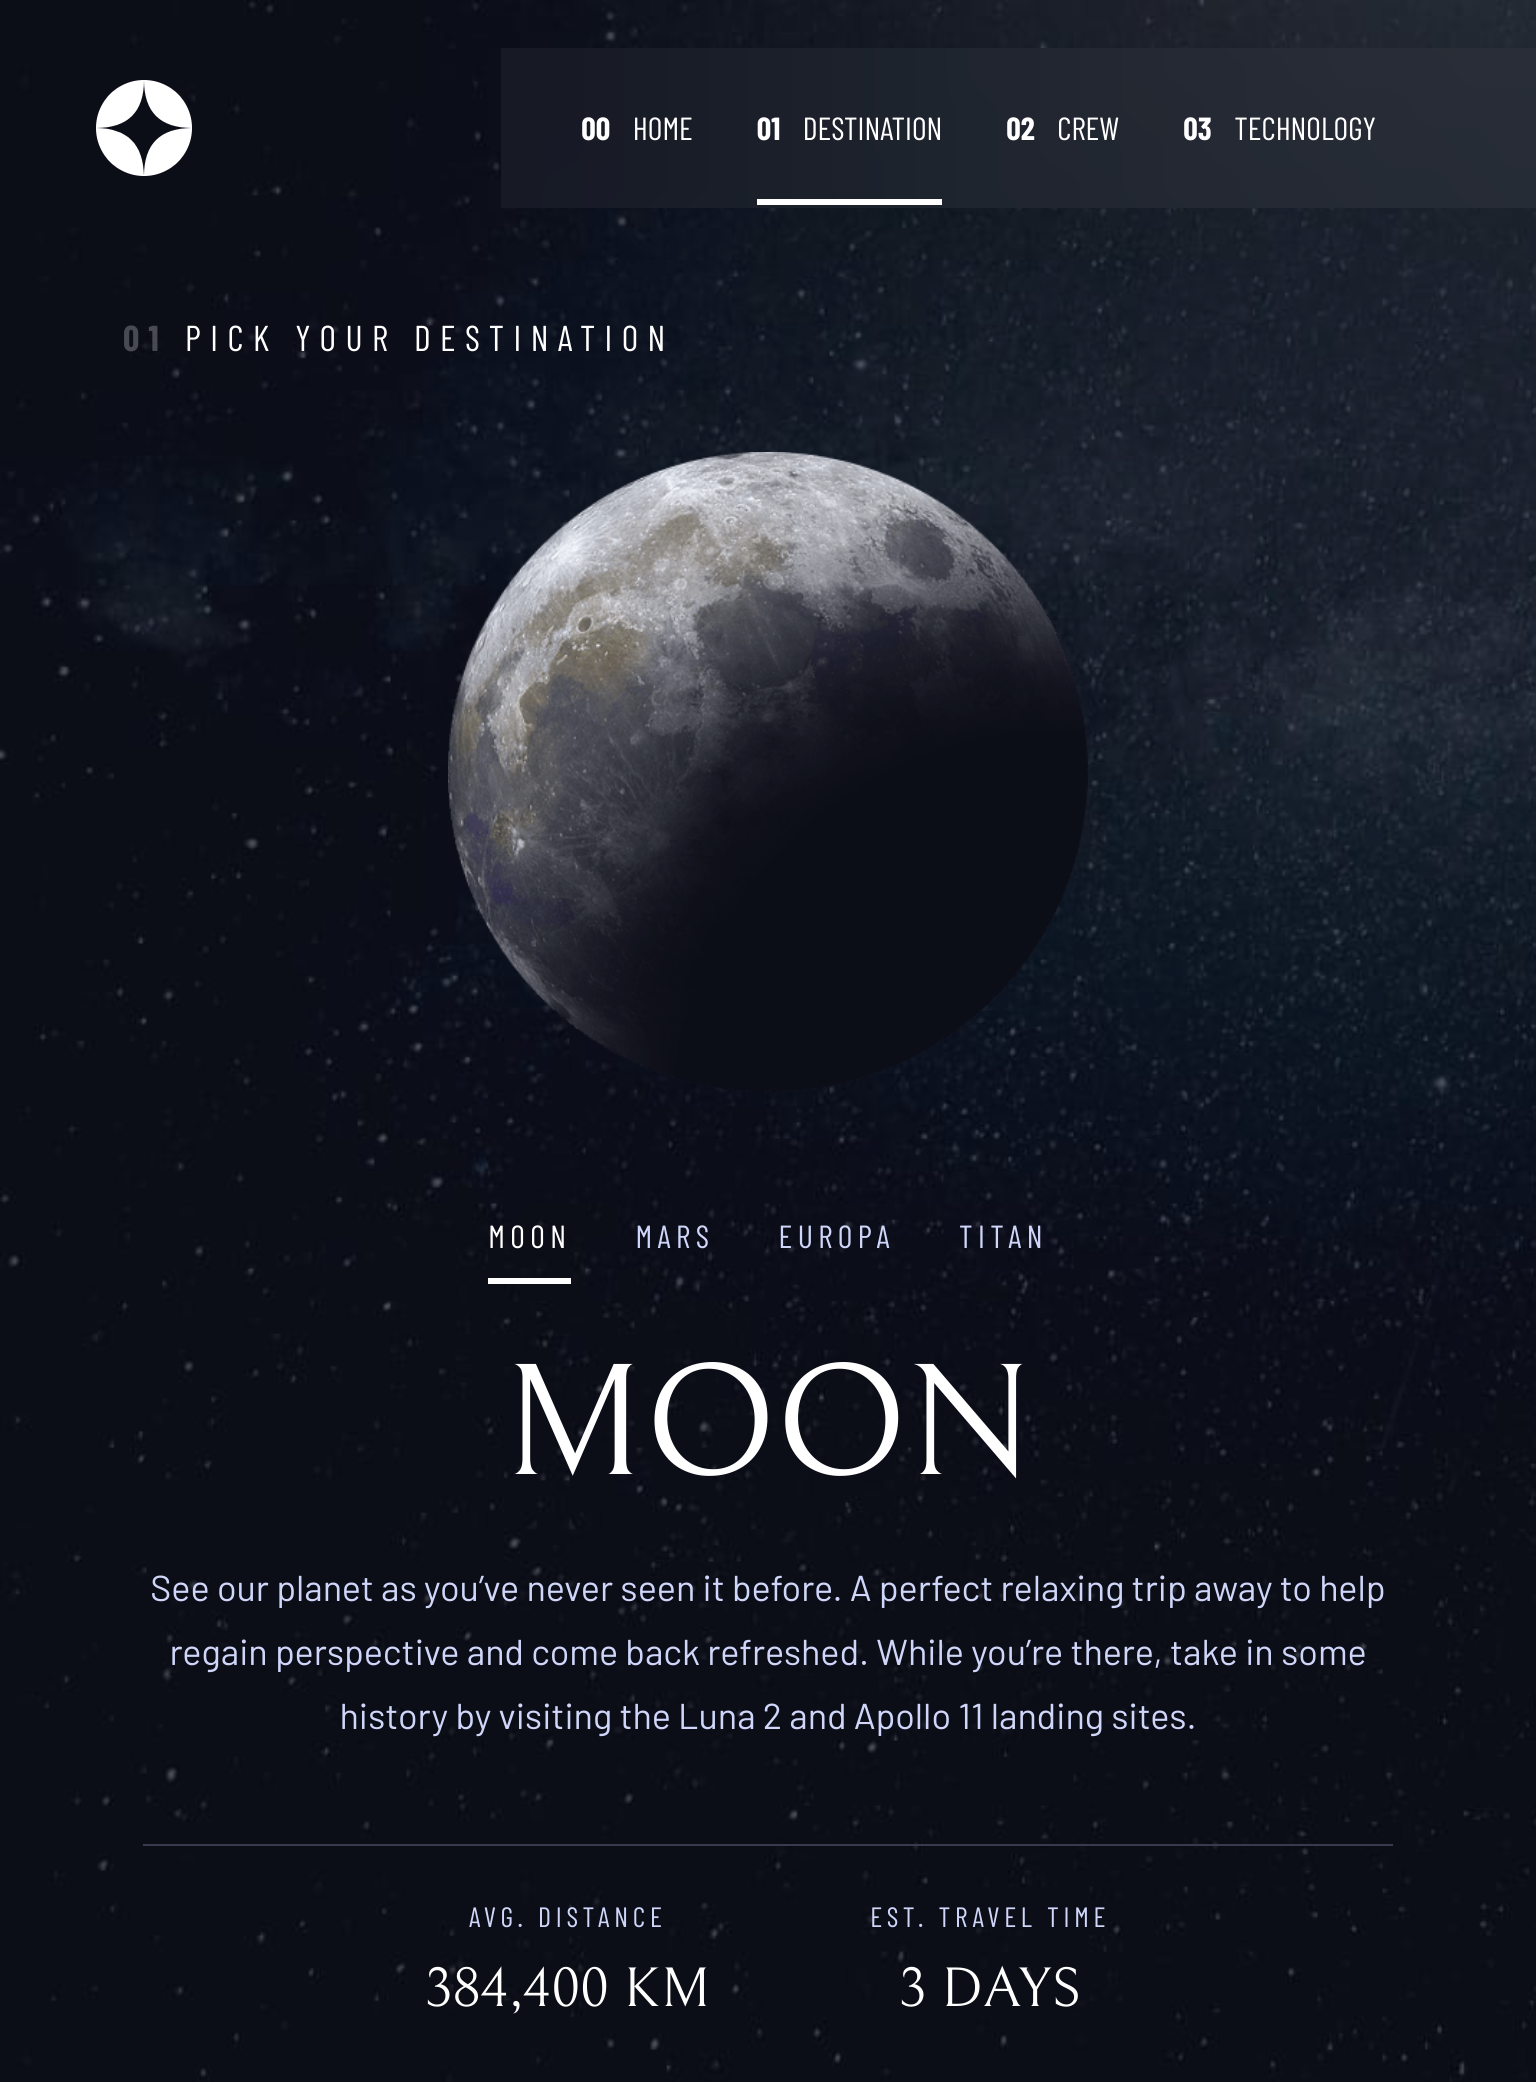 00 HOME 01 DESTINATION 02 CREW 03 TECHNOLOGY
01 PICK YOUR DESTINATION
MOON MARS EUROPA TITAN
MOON
See our planet as you’ve never seen it before. A perfect relaxing trip away to help
regain perspective and come back refreshed. While you’re there, take in some
history by visiting the Luna 2 and Apollo 11 landing sites.
AVG. DISTANCE EST. TRAVEL TIME
384,400 KM 3 DAYS